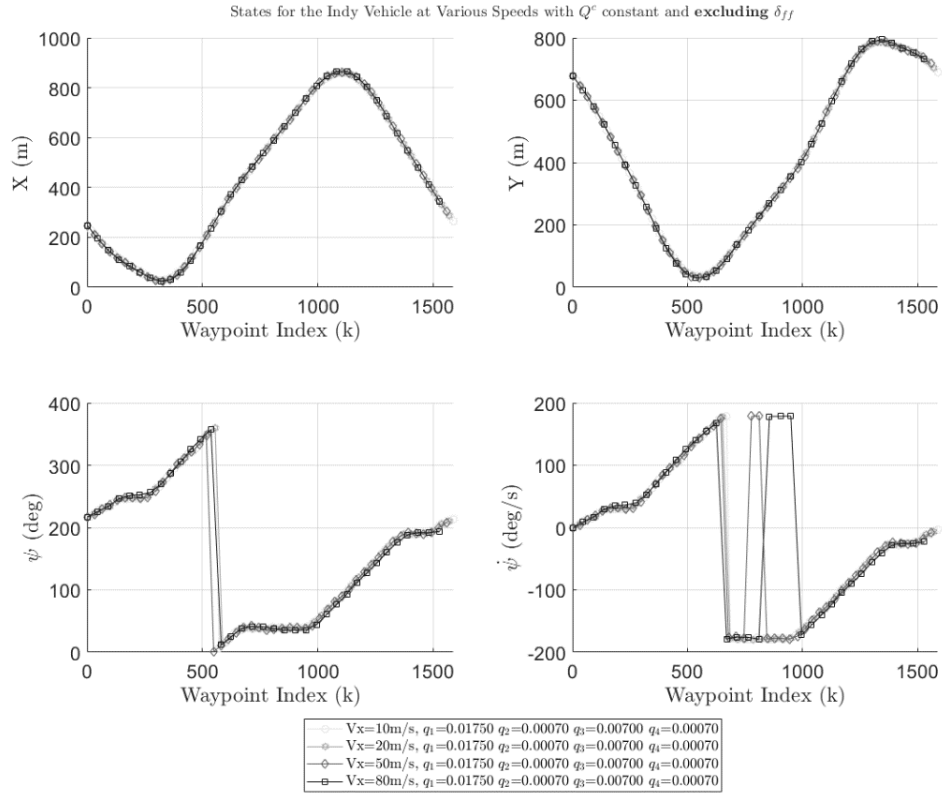 States for the Indy Vehicle at Various Speeds with Q^c constant and excluding δ_ff
1000
800
600
400
200
0
X (m)
0 500 1000 1500
Waypoint Index (k)
800
600
400
200
0
Y (m)
0 500 1000 1500
Waypoint Index (k)
400
300
200
100
0
ψ (deg)
0 500 1000 1500
Waypoint Index (k)
200
100
0
-100
-200
ψ̇ (deg/s)
0 500 1000 1500
Waypoint Index (k)
Vx=10m/s, q₁=0.01750 q₂=0.00070 q₃=0.00700 q₄=0.00070
Vx=20m/s, q₁=0.01750 q₂=0.00070 q₃=0.00700 q₄=0.00070
Vx=50m/s, q₁=0.01750 q₂=0.00070 q₃=0.00700 q₄=0.00070
Vx=80m/s, q₁=0.01750 q₂=0.00070 q₃=0.00700 q₄=0.00070